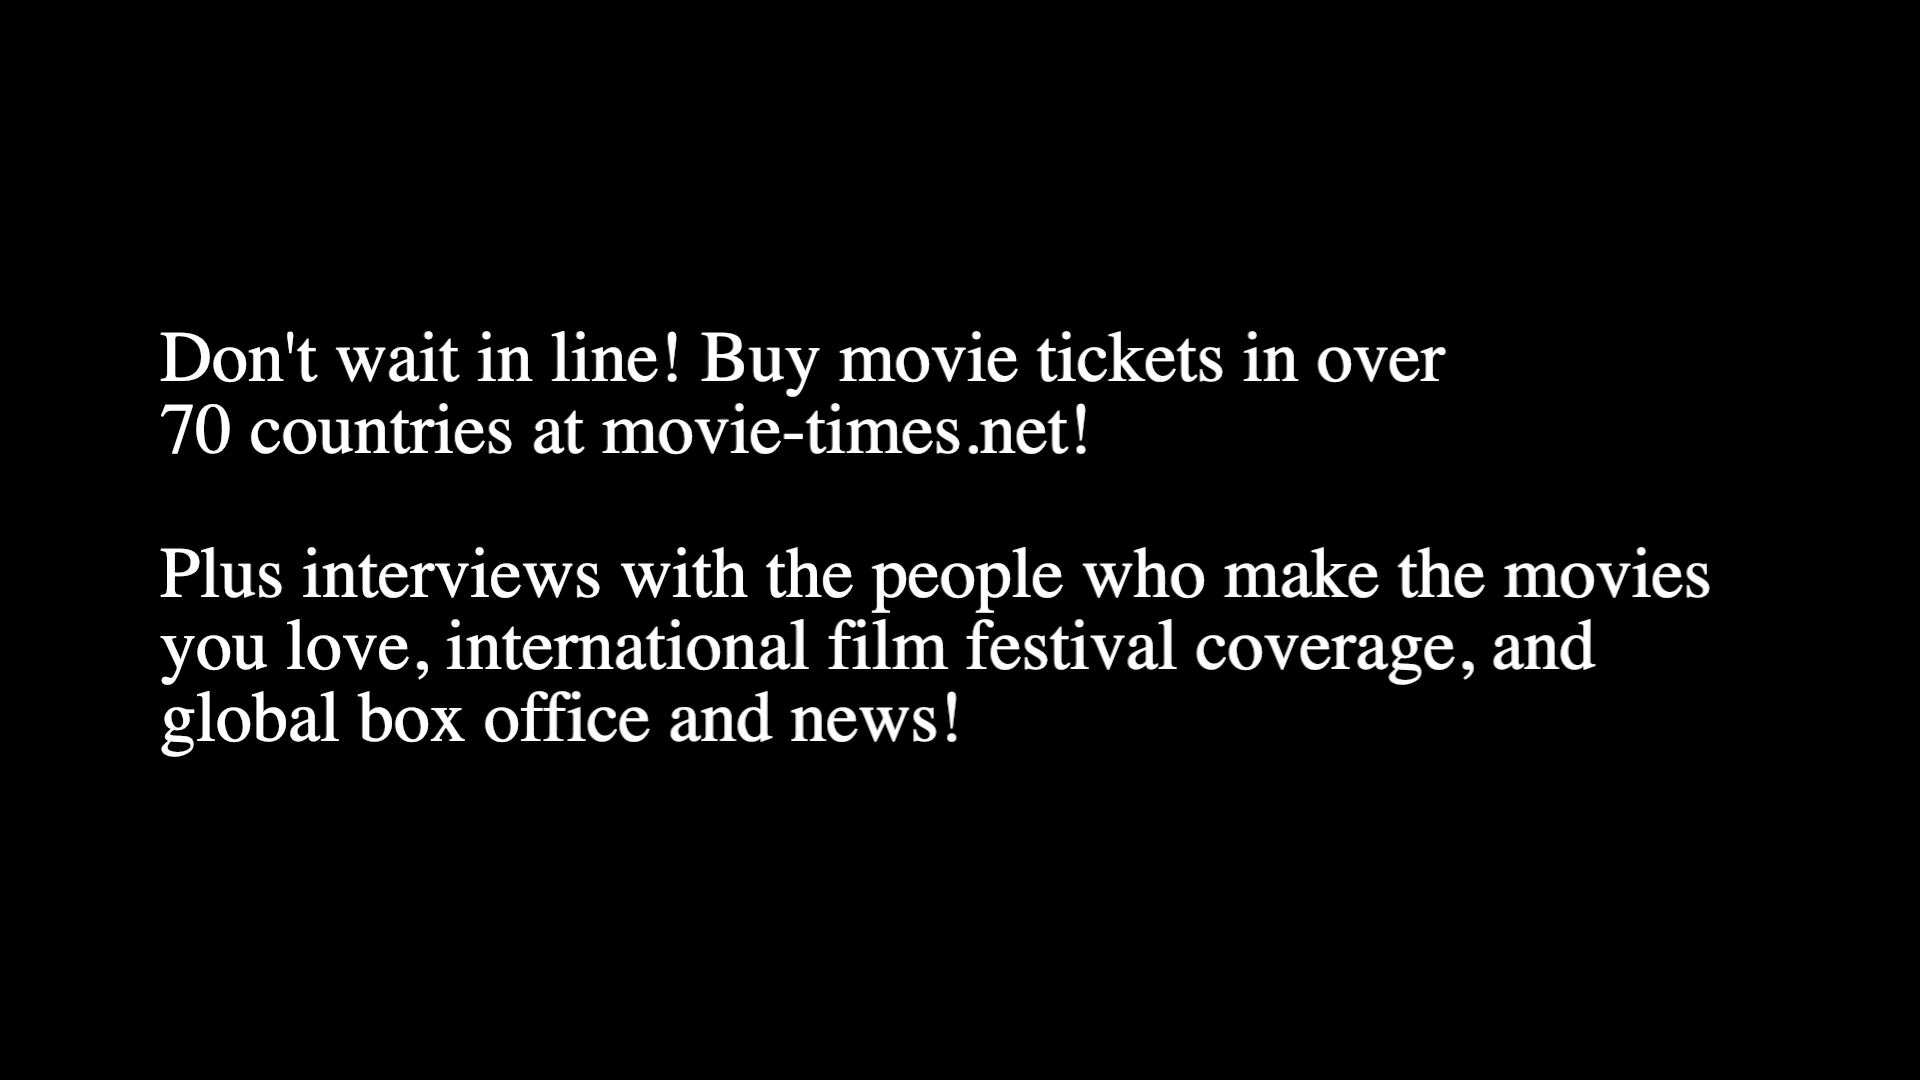 Don't wait in line! Buy movie tickets in over
70 countries at movie-times.net!
Plus interviews with the people who make the movies
you love, international film festival coverage, and
global box office and news!